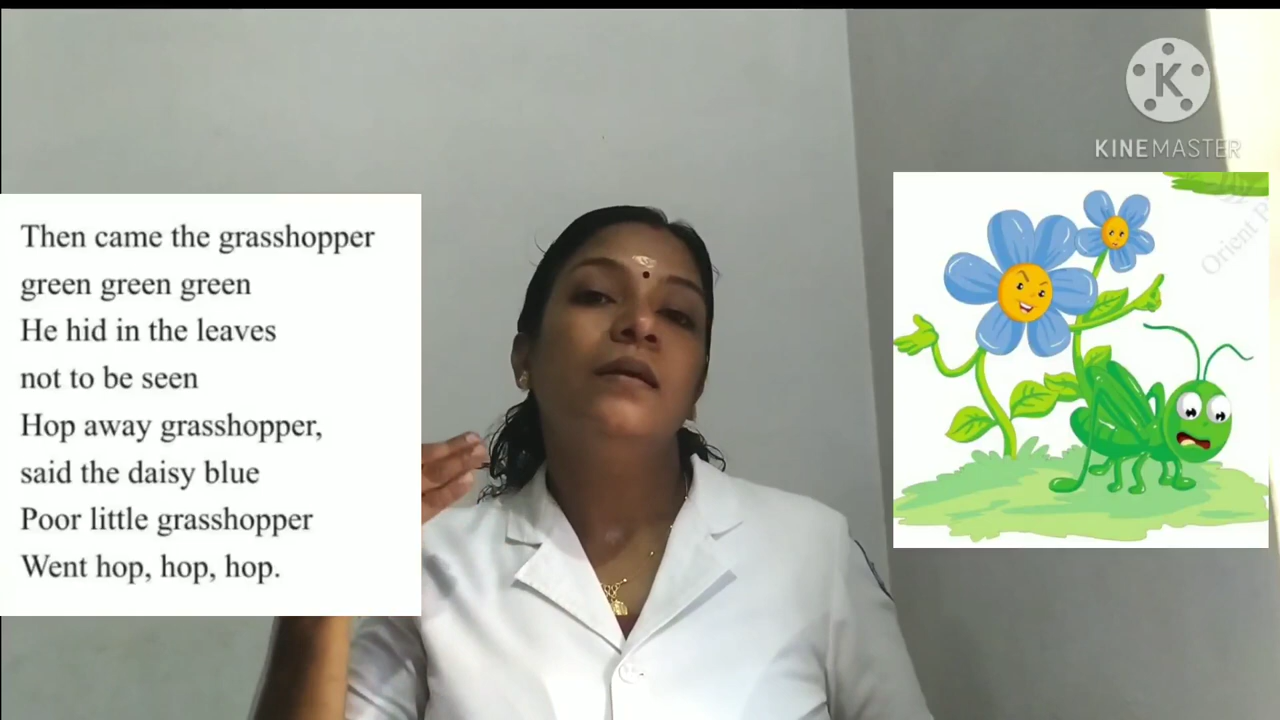 KINEMASTER
Then came the grasshopper
green green green
He hid in the leaves
not to be seen
Hop away grasshopper,
said the daisy blue
Poor little grasshopper
Went hop, hop, hop.
Orient